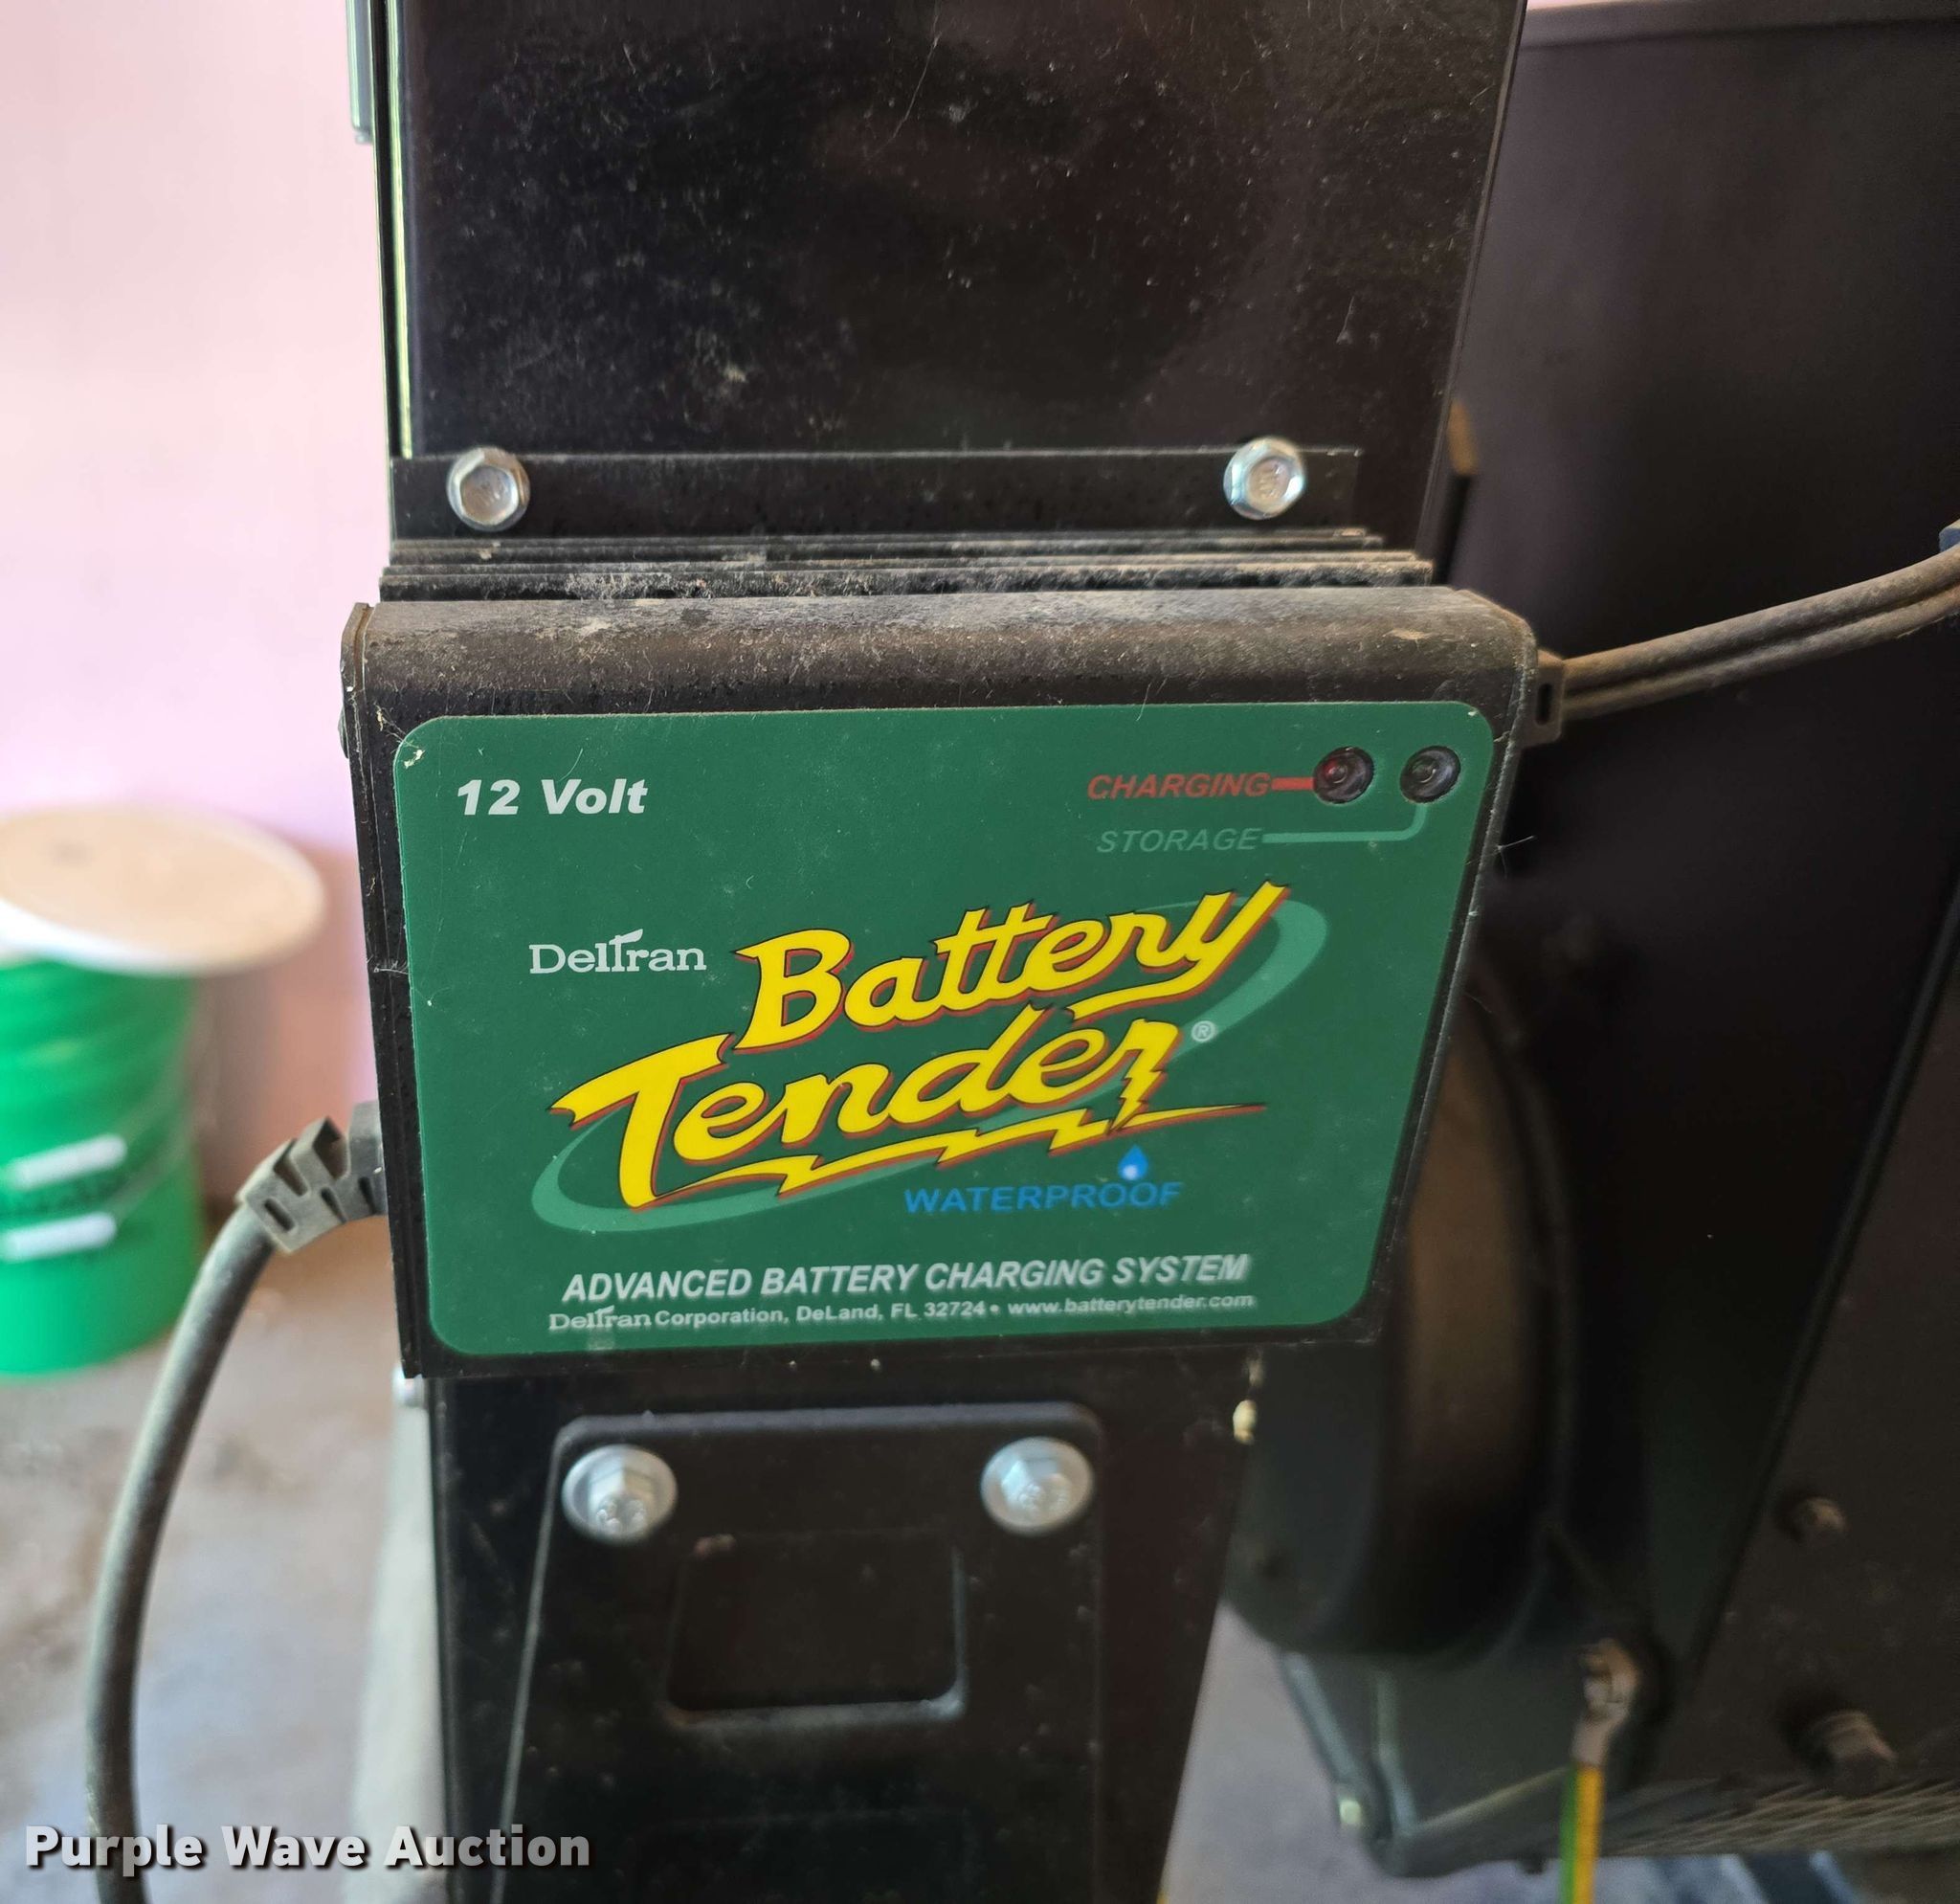 12 Volt
CHARGING
STORAGE
Deltran Battery
Tender®
WATERPROOF
ADVANCED BATTERY CHARGING SYSTEM
Deltran Corporation, DeLand, FL 32724 • www.batterytender.com
Purple Wave Auction